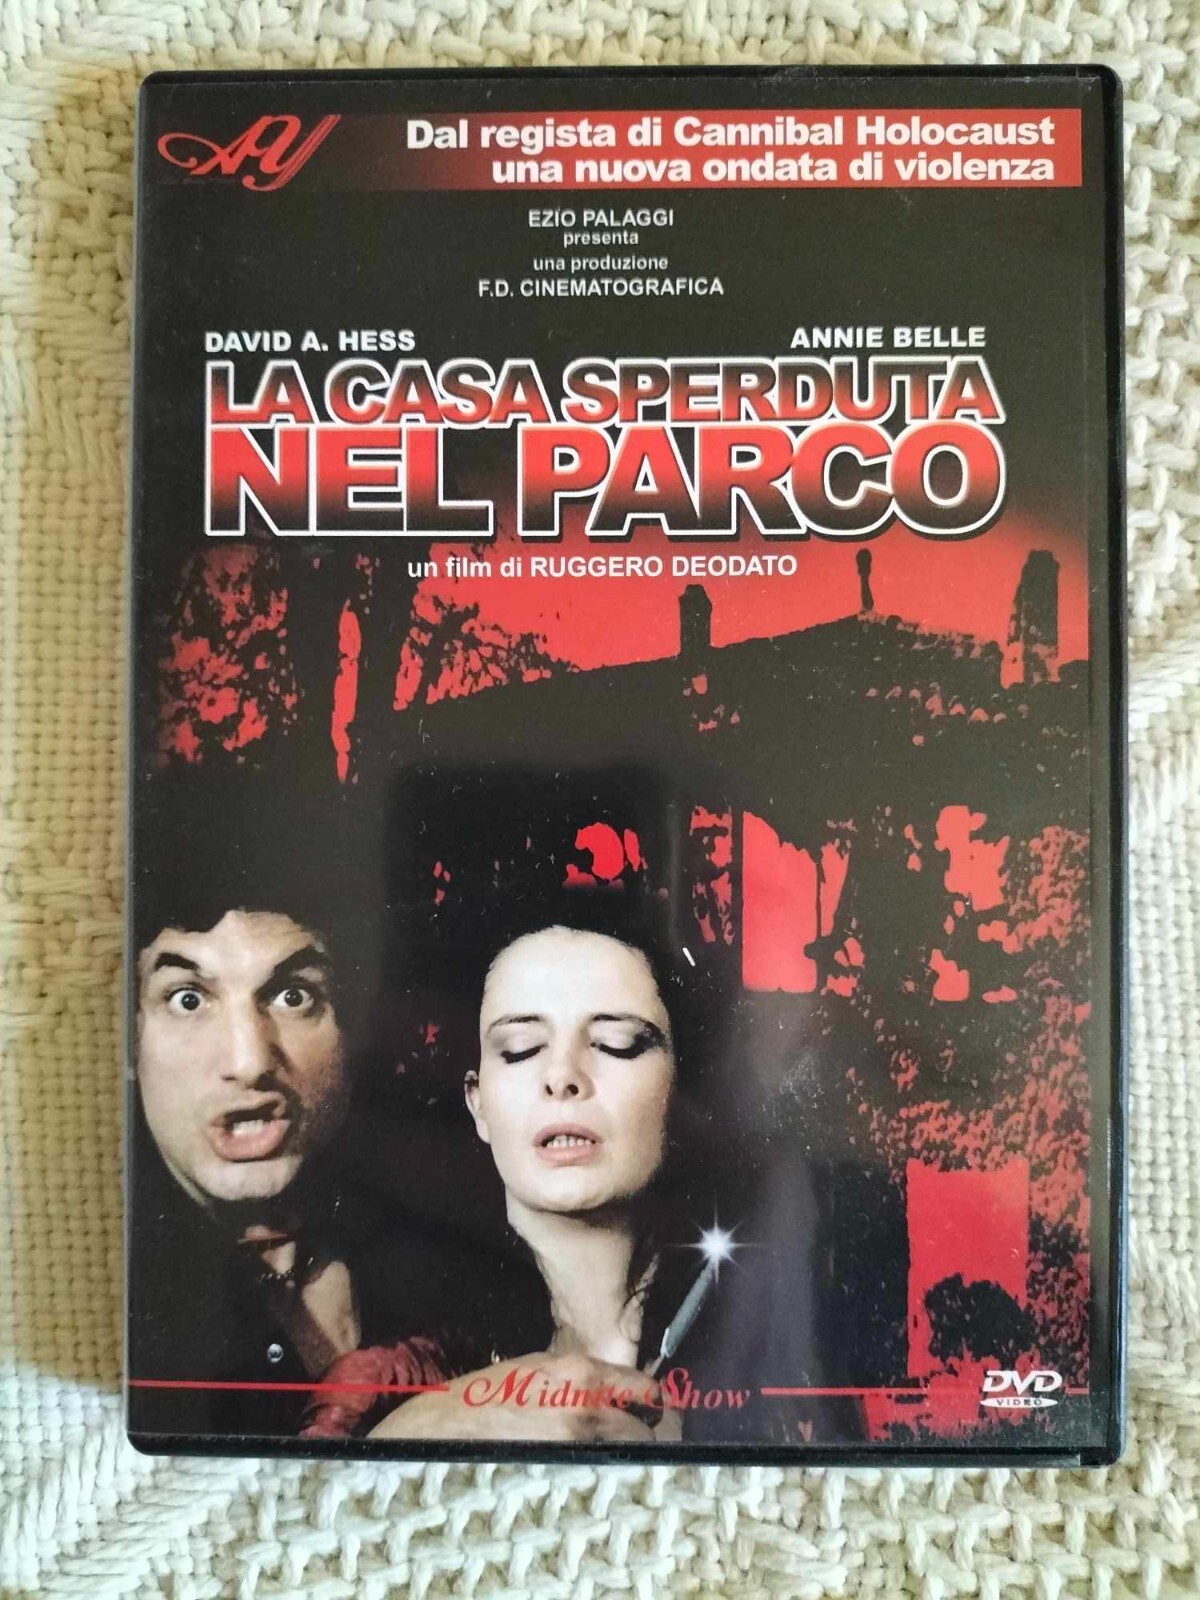 AY
Dal regista di Cannibal Holocaust
una nuova ondata di violenza
EZIO PALAGGI
presenta
una produzione
F.D. CINEMATOGRAFICA
DAVID A. HESS ANNIE BELLE
LA CASA SPERDUTA
NEL PARCO
un film di RUGGERO DEODATO
Midnite Show
DVD
VIDEO